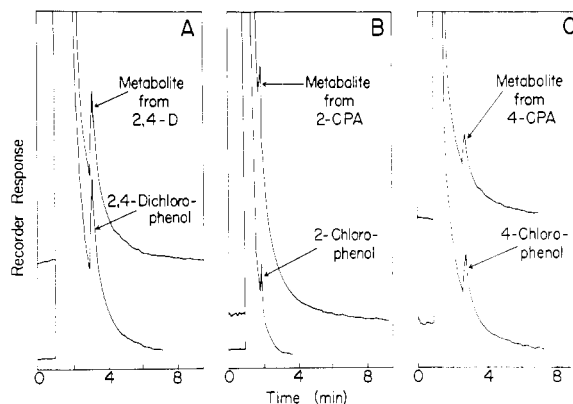 A
B
C
Metabolite
from
2,4-D
Metabolite
from
2-CPA
Metabolite
from
4-CPA
2,4-Dichloro-
phenol
2-Chloro-
phenol
4-Chloro-
phenol
Recorder Response
0 4 8
0 4 8
0 4 8
Time (min)